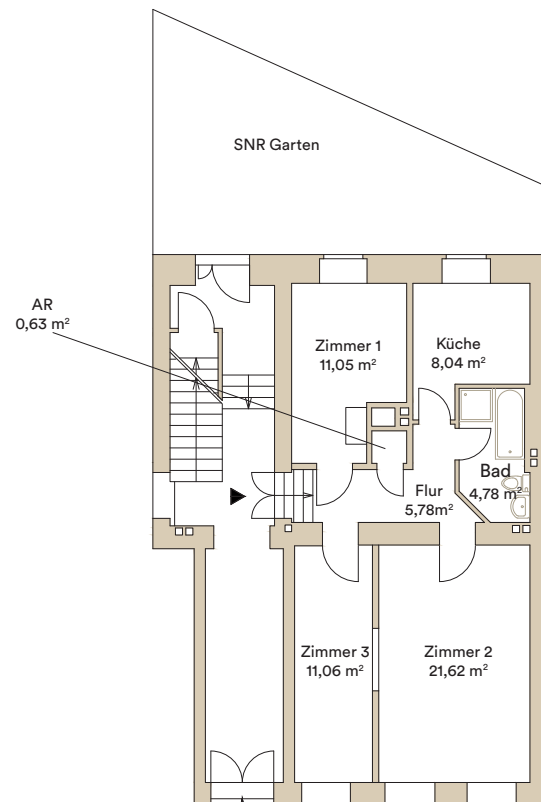 SNR Garten
AR
0,63 m²
Zimmer 1
11,05 m²
Küche
8,04 m²
Bad
4,78 m²
Flur
5,78m²
Zimmer 3
11,06 m²
Zimmer 2
21,62 m²